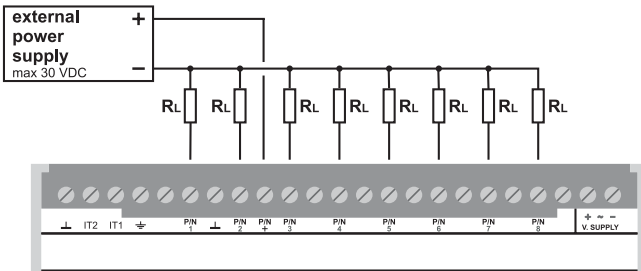 external +
power
supply
max 30 VDC −
RL RL RL RL RL RL RL RL
⊥ IT2 IT1 ⏚ P/N 1 ⊥ P/N 2 P/N + P/N 3 P/N 4 P/N 5 P/N 6 P/N 7 P/N 8 + ~ −
V. SUPPLY